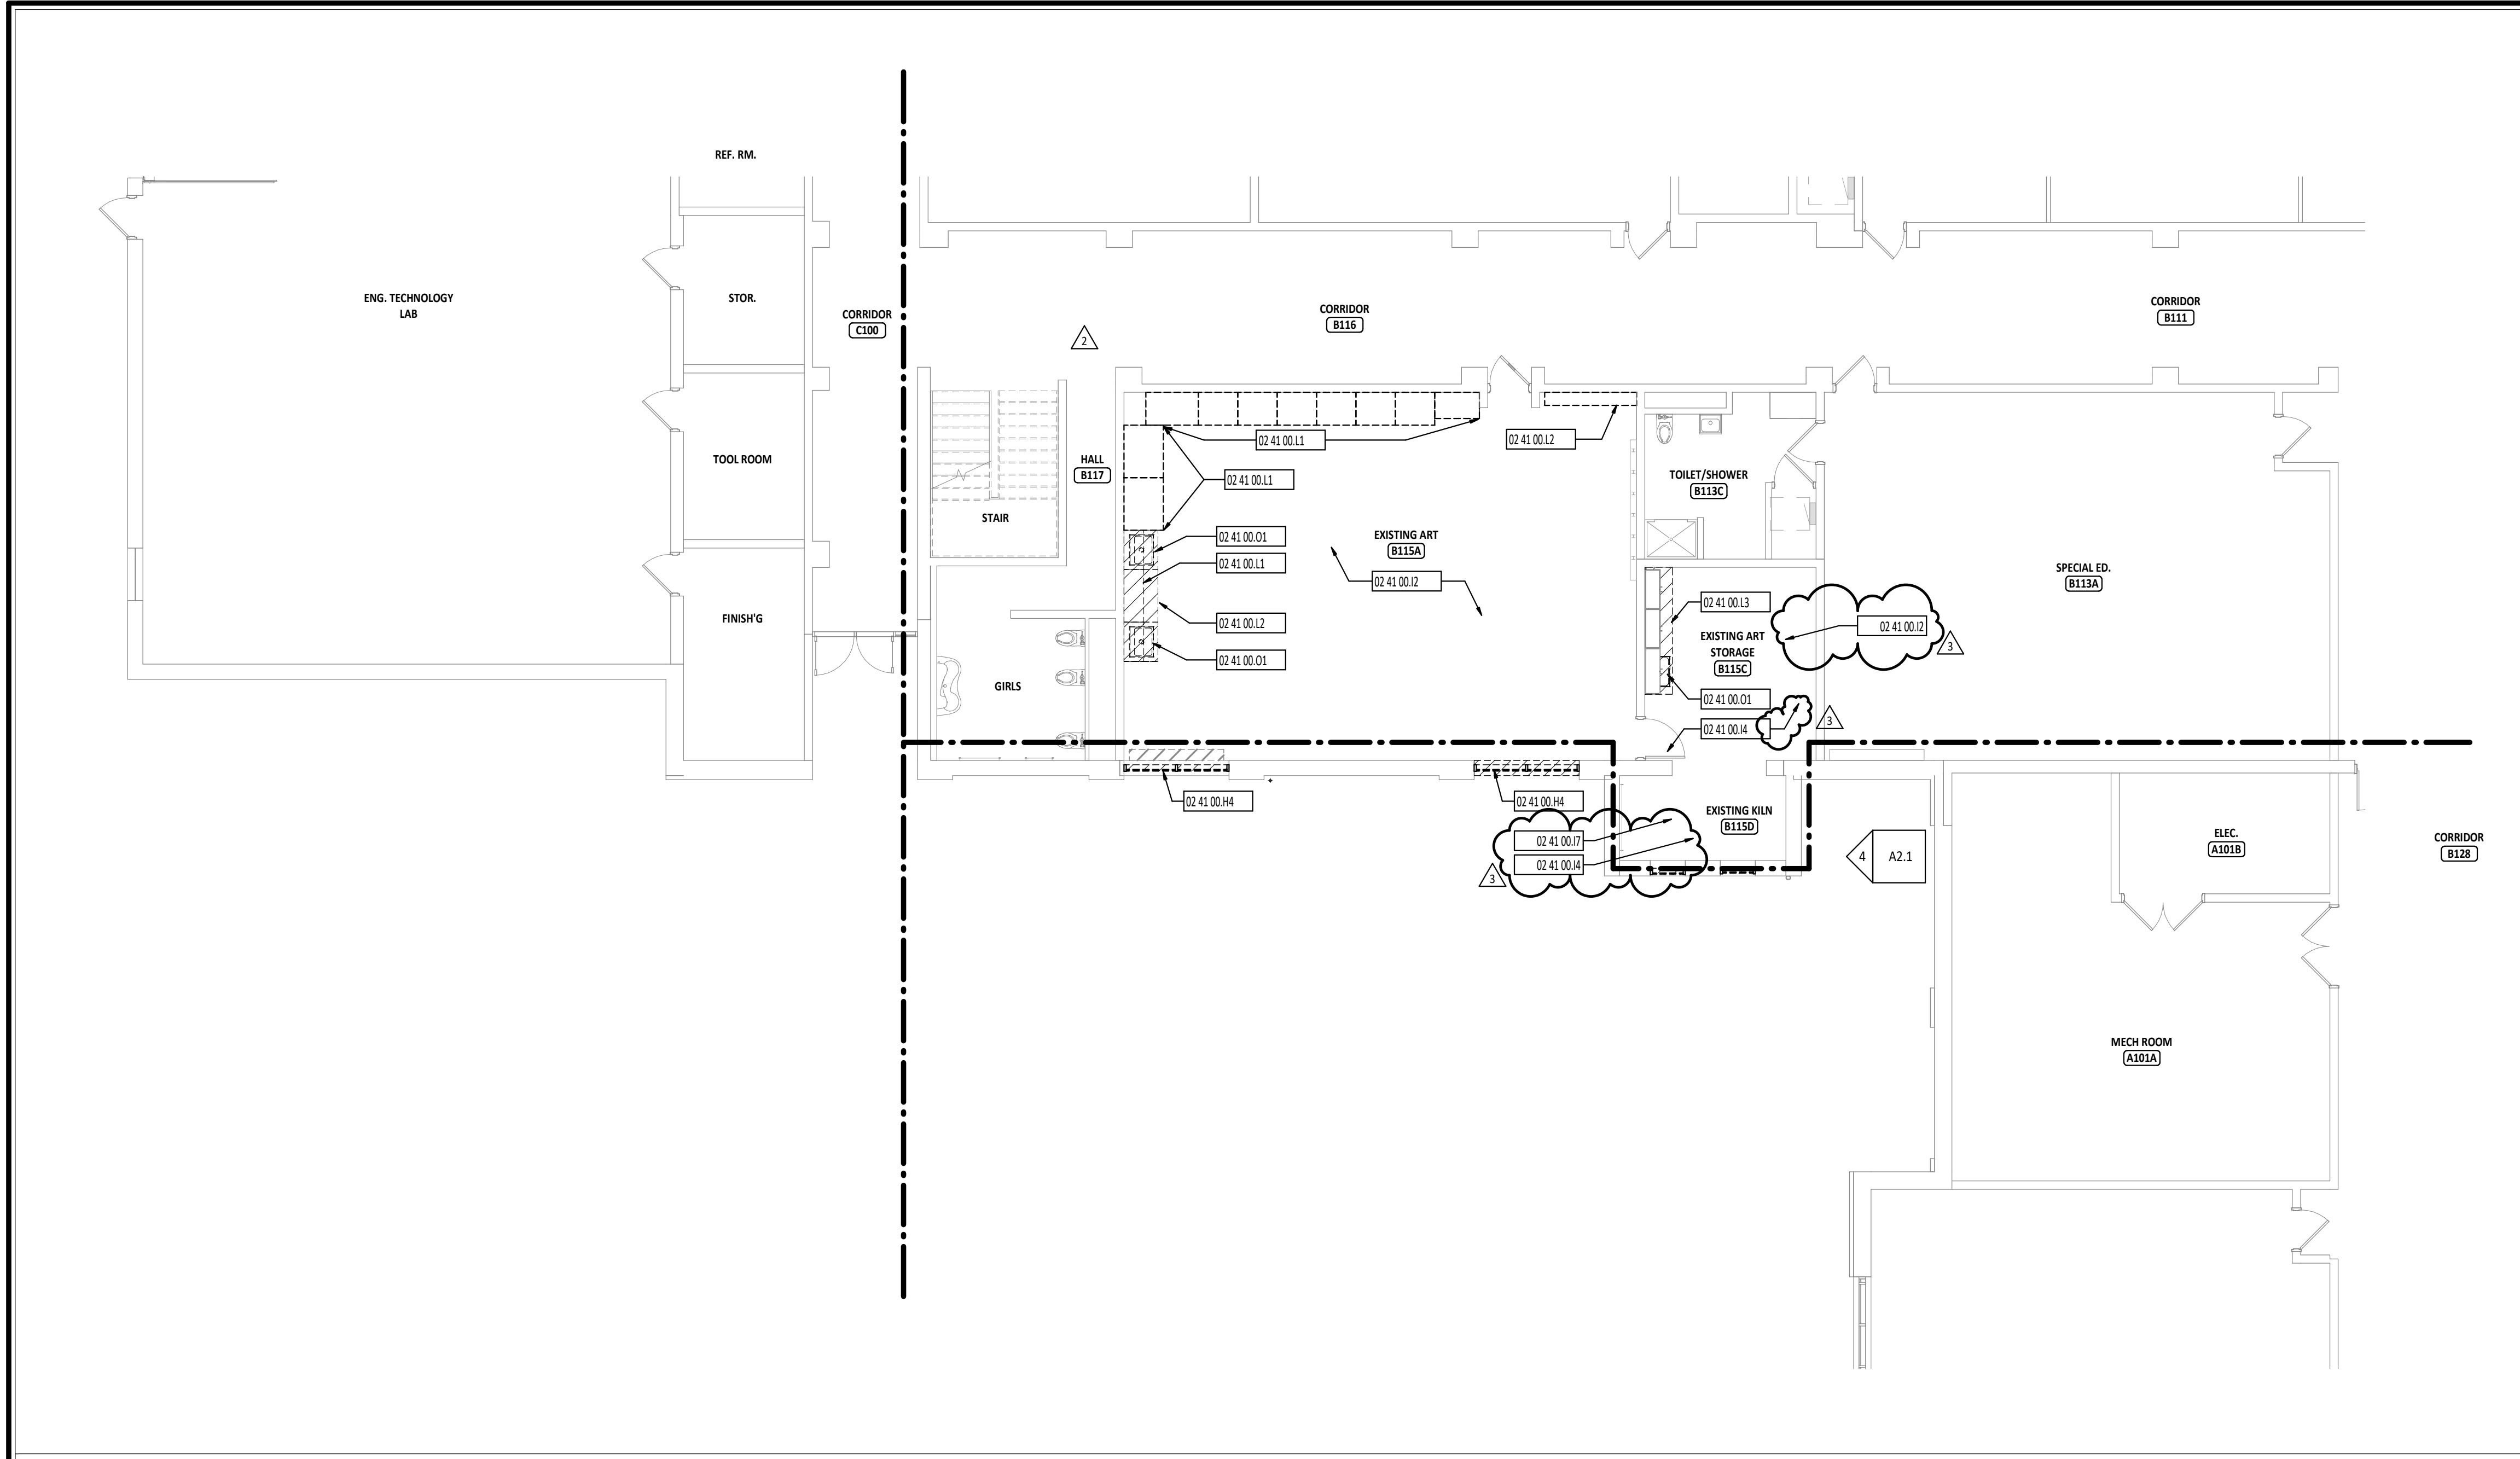 REF. RM.
ENG. TECHNOLOGY
LAB
STOR.
CORRIDOR
C100
CORRIDOR
B116
CORRIDOR
B111
2
02 41 00.L1
02 41 00.L2
HALL
B117
02 41 00.L1
TOOL ROOM
TOILET/SHOWER
B113C
STAIR
02 41 00.O1
EXISTING ART
B115A
02 41 00.L1
02 41 00.I2
SPECIAL ED.
B113A
02 41 00.L3
FINISH'G
02 41 00.L2
02 41 00.I2
3
EXISTING ART
STORAGE
B115C
02 41 00.O1
GIRLS
02 41 00.O1
02 41 00.I4
3
02 41 00.H4
02 41 00.H4
EXISTING KILN
B115D
02 41 00.I7
02 41 00.I4
3
4
A2.1
ELEC.
A101B
CORRIDOR
B128
MECH ROOM
A101A